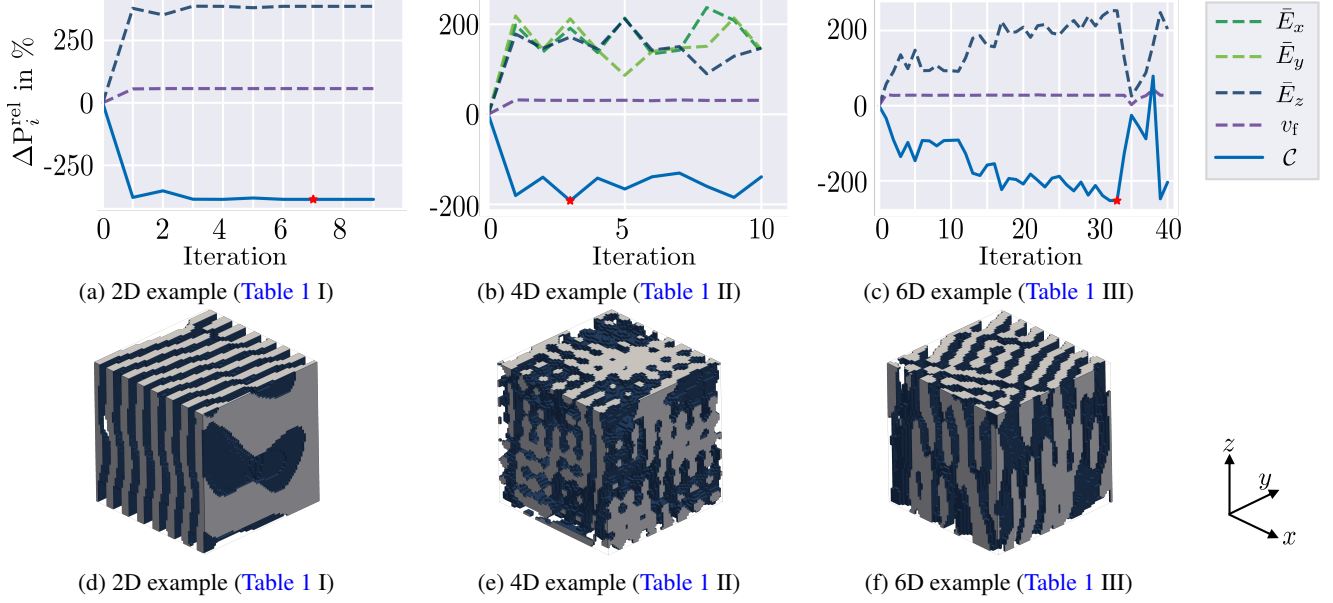 ΔP_i^rel in %
250
0
-250
0 2 4 6 8
Iteration
200
0
-200
0 5 10
Iteration
200
0
-200
0 10 20 30 40
Iteration
Ē_x
Ē_y
Ē_z
v_f
𝒞
(a) 2D example (Table 1 I)
(b) 4D example (Table 1 II)
(c) 6D example (Table 1 III)
(d) 2D example (Table 1 I)
(e) 4D example (Table 1 II)
(f) 6D example (Table 1 III)
z
y
x